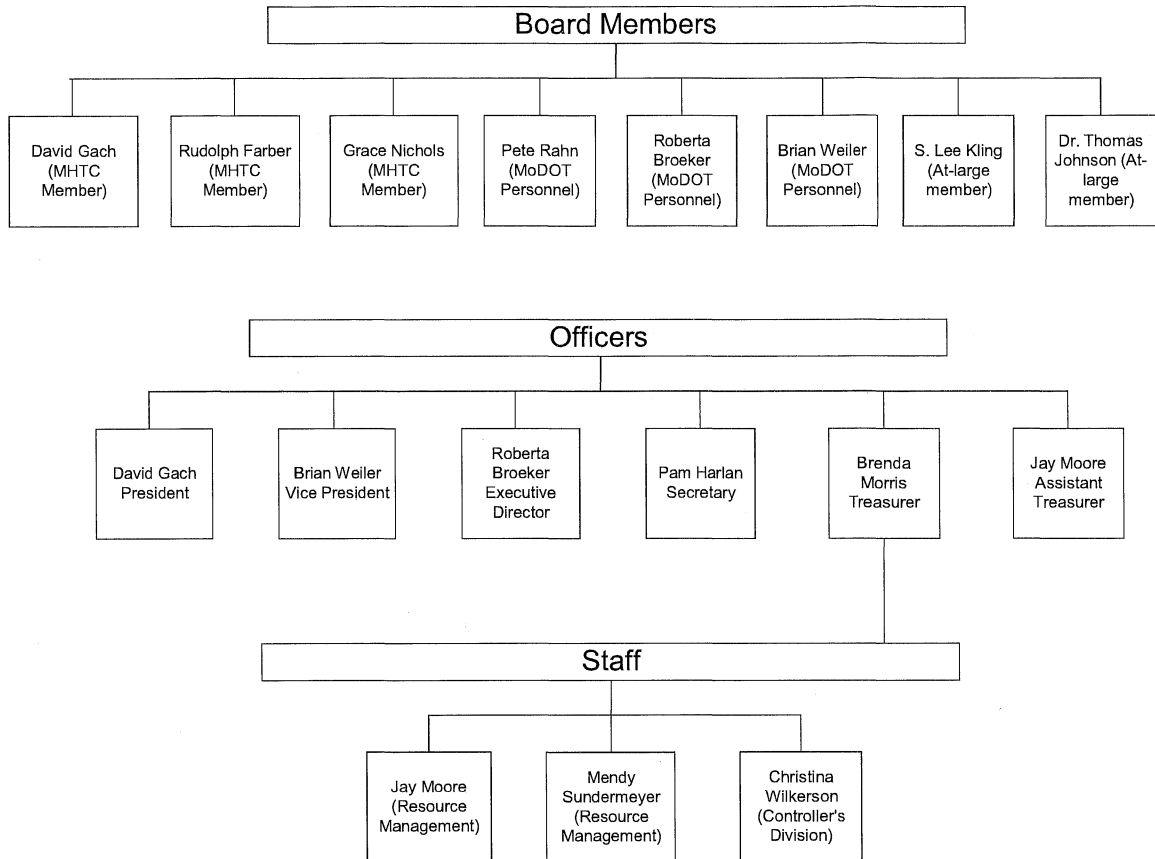 Board Members
David Gach
(MHTC
Member)
Rudolph Farber
(MHTC
Member)
Grace Nichols
(MHTC
Member)
Pete Rahn
(MoDOT
Personnel)
Roberta
Broeker
(MoDOT
Personnel)
Brian Weiler
(MoDOT
Personnel)
S. Lee Kling
(At-large
member)
Dr. Thomas
Johnson (At-
large
member)
Officers
David Gach
President
Brian Weiler
Vice President
Roberta
Broeker
Executive
Director
Pam Harlan
Secretary
Brenda
Morris
Treasurer
Jay Moore
Assistant
Treasurer
Staff
Jay Moore
(Resource
Management)
Mendy
Sundermeyer
(Resource
Management)
Christina
Wilkerson
(Controller's
Division)